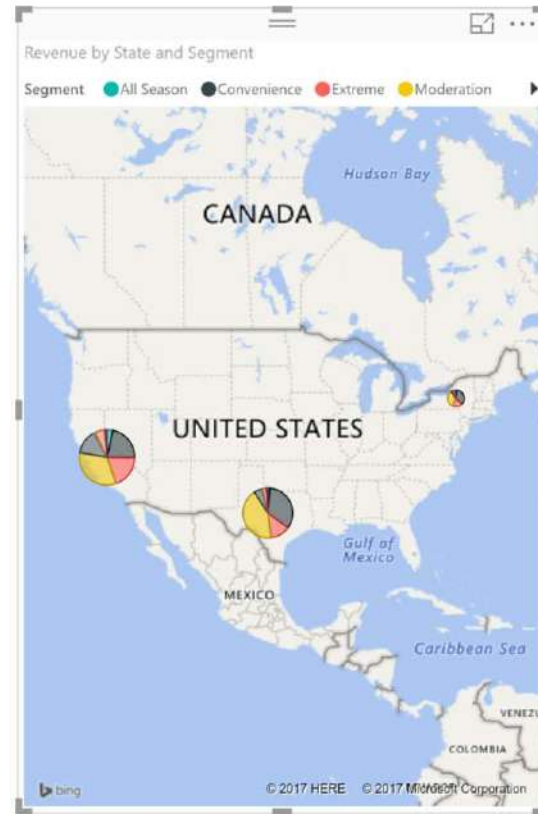 Revenue by State and Segment
Segment All Season Convenience Extreme Moderation
Hudson Bay
CANADA
UNITED STATES
Gulf of
Mexico
MEXICO
Caribbean Sea
VENEZU
COLOMBIA
bing
© 2017 HERE © 2017 Microsoft Corporation